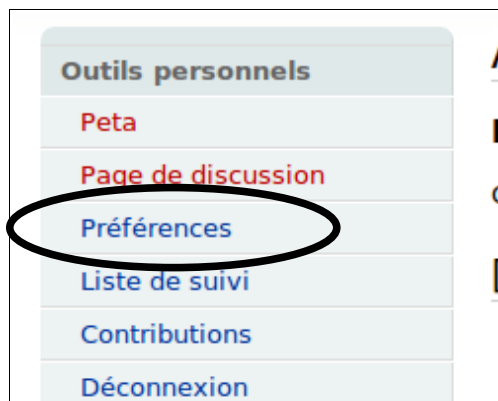 Outils personnels
Peta
Page de discussion
Préférences
Liste de suivi
Contributions
Déconnexion